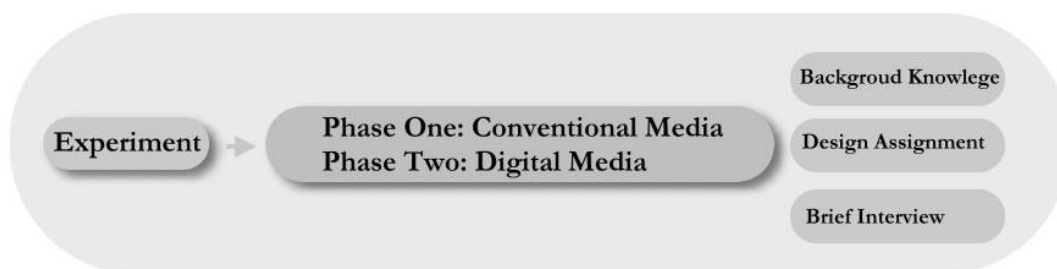 Experiment
Phase One: Conventional Media
Phase Two: Digital Media
Backgroud Knowlege
Design Assignment
Brief Interview